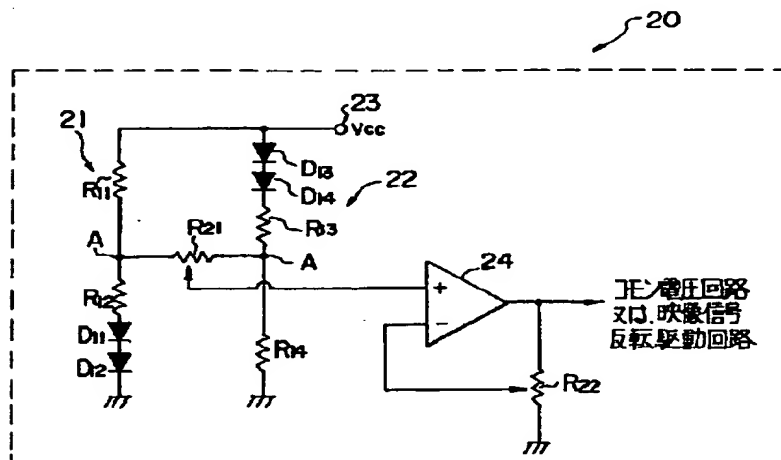 20
23
Vcc
21
R11
D13
D14
22
R13
A
R21
A
R12
D11
D12
R14
24
+
−
コモン電圧回路
又は、映像信号
反転駆動回路
R22